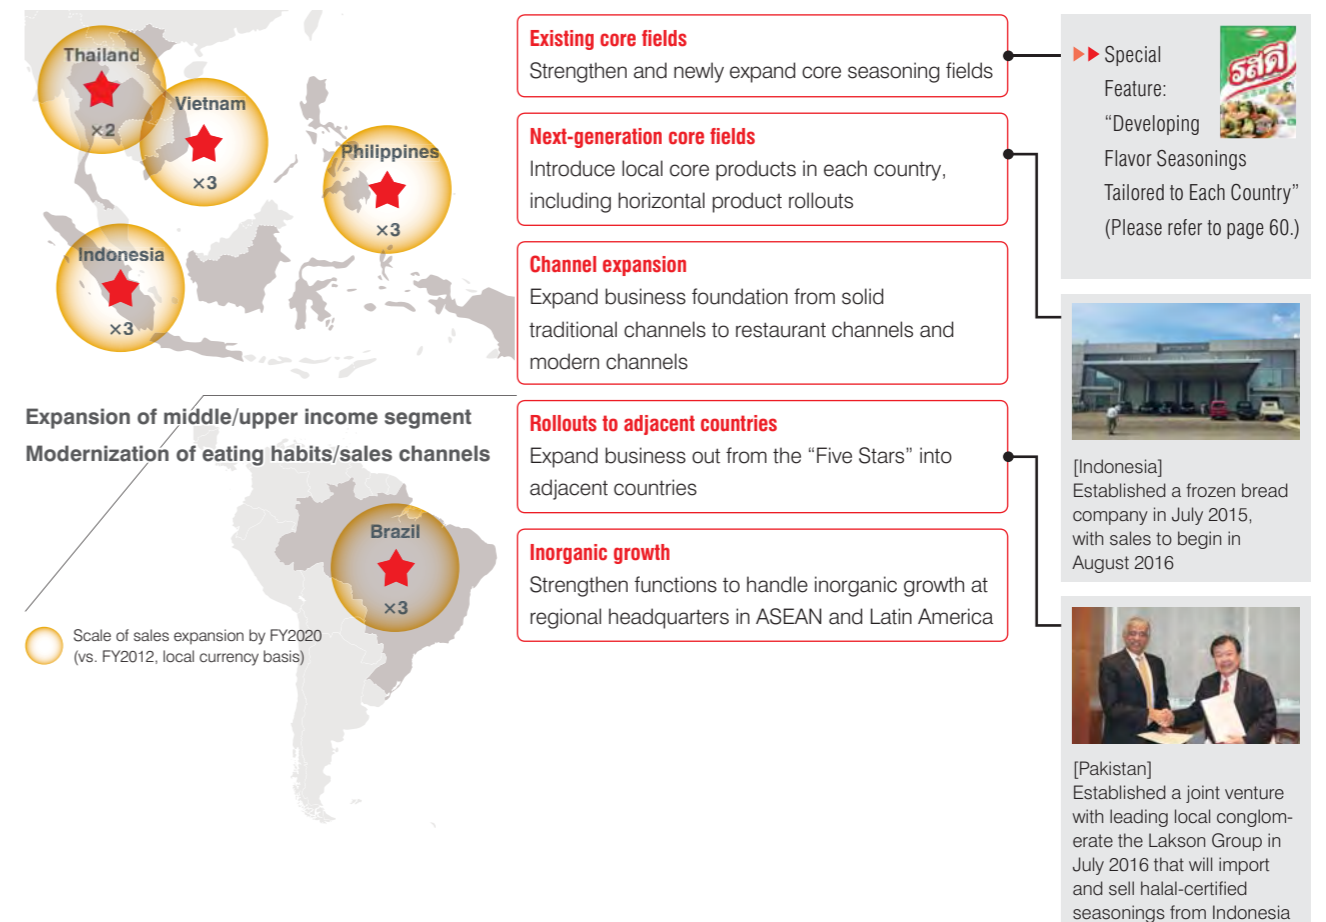 Thailand
×2
Vietnam
×3
Philippines
×3
Indonesia
×3
Expansion of middle/upper income segment
Modernization of eating habits/sales channels
Brazil
×3
Scale of sales expansion by FY2020
(vs. FY2012, local currency basis)
Existing core fields
Strengthen and newly expand core seasoning fields
Next-generation core fields
Introduce local core products in each country,
including horizontal product rollouts
Channel expansion
Expand business foundation from solid
traditional channels to restaurant channels and
modern channels
Rollouts to adjacent countries
Expand business out from the “Five Stars” into
adjacent countries
Inorganic growth
Strengthen functions to handle inorganic growth at
regional headquarters in ASEAN and Latin America
Special
Feature:
“Developing
Flavor Seasonings
Tailored to Each Country”
(Please refer to page 60.)
รสดี
[Indonesia]
Established a frozen bread
company in July 2015,
with sales to begin in
August 2016
[Pakistan]
Established a joint venture
with leading local conglom-
erate the Lakson Group in
July 2016 that will import
and sell halal-certified
seasonings from Indonesia